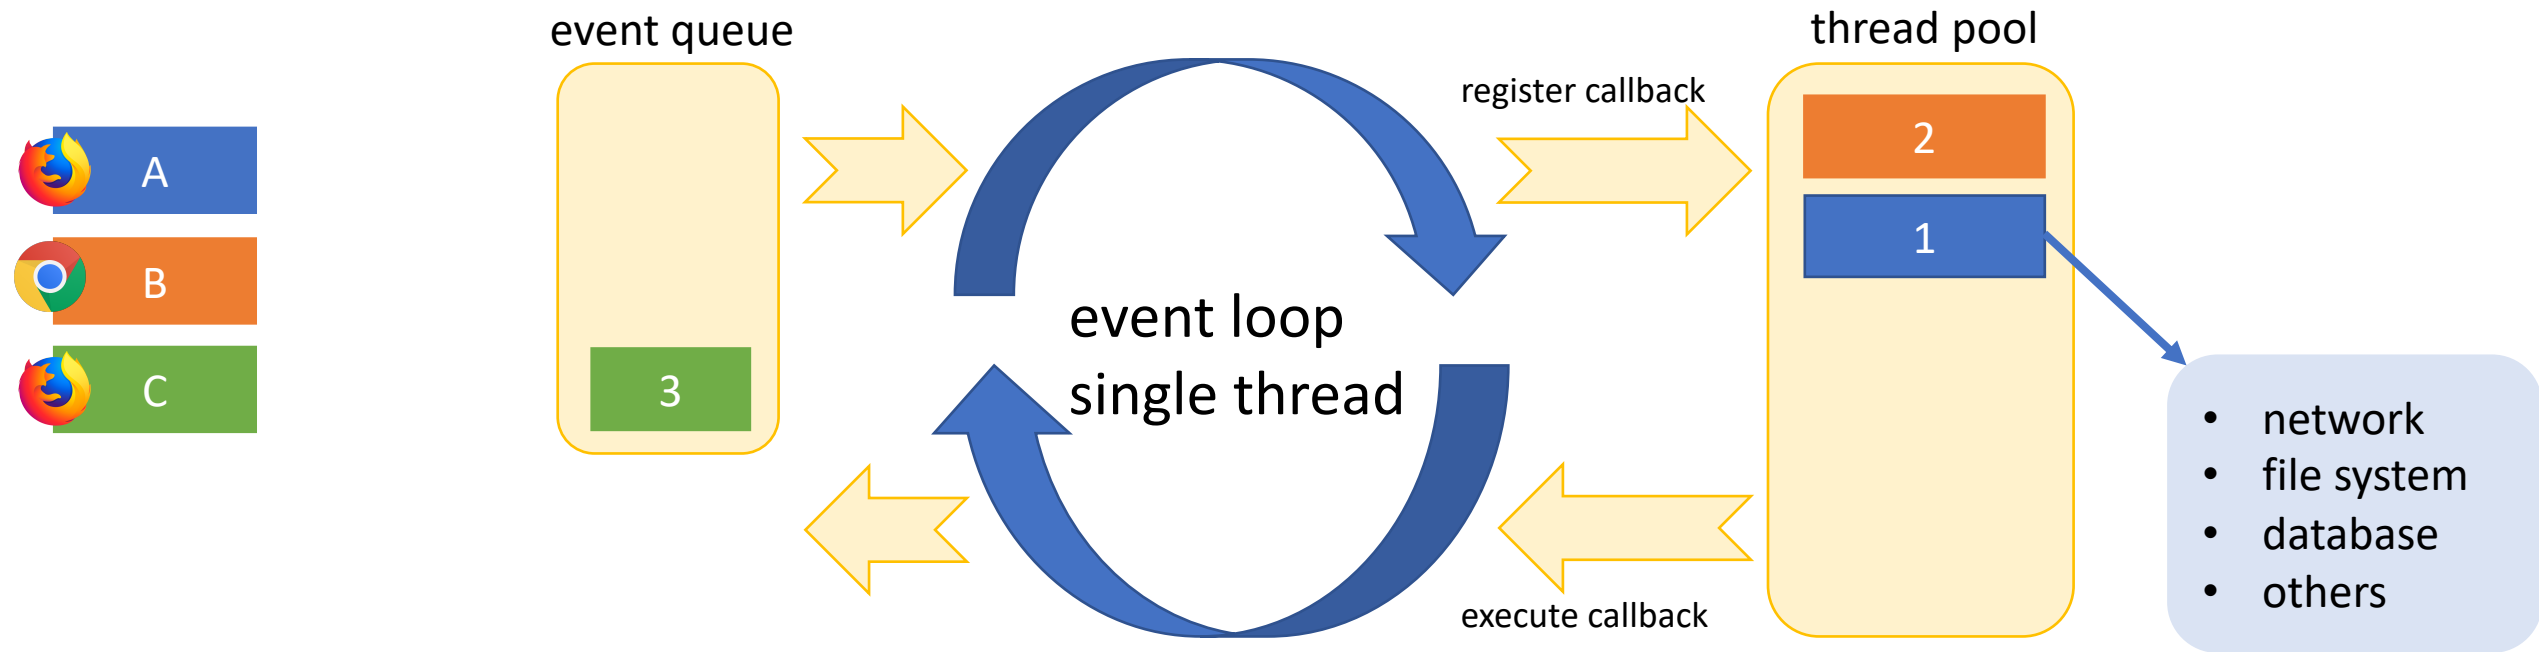 event queue
thread pool
register callback
A
B
C
3
event loop
single thread
2
1
execute callback
• network
• file system
• database
• others